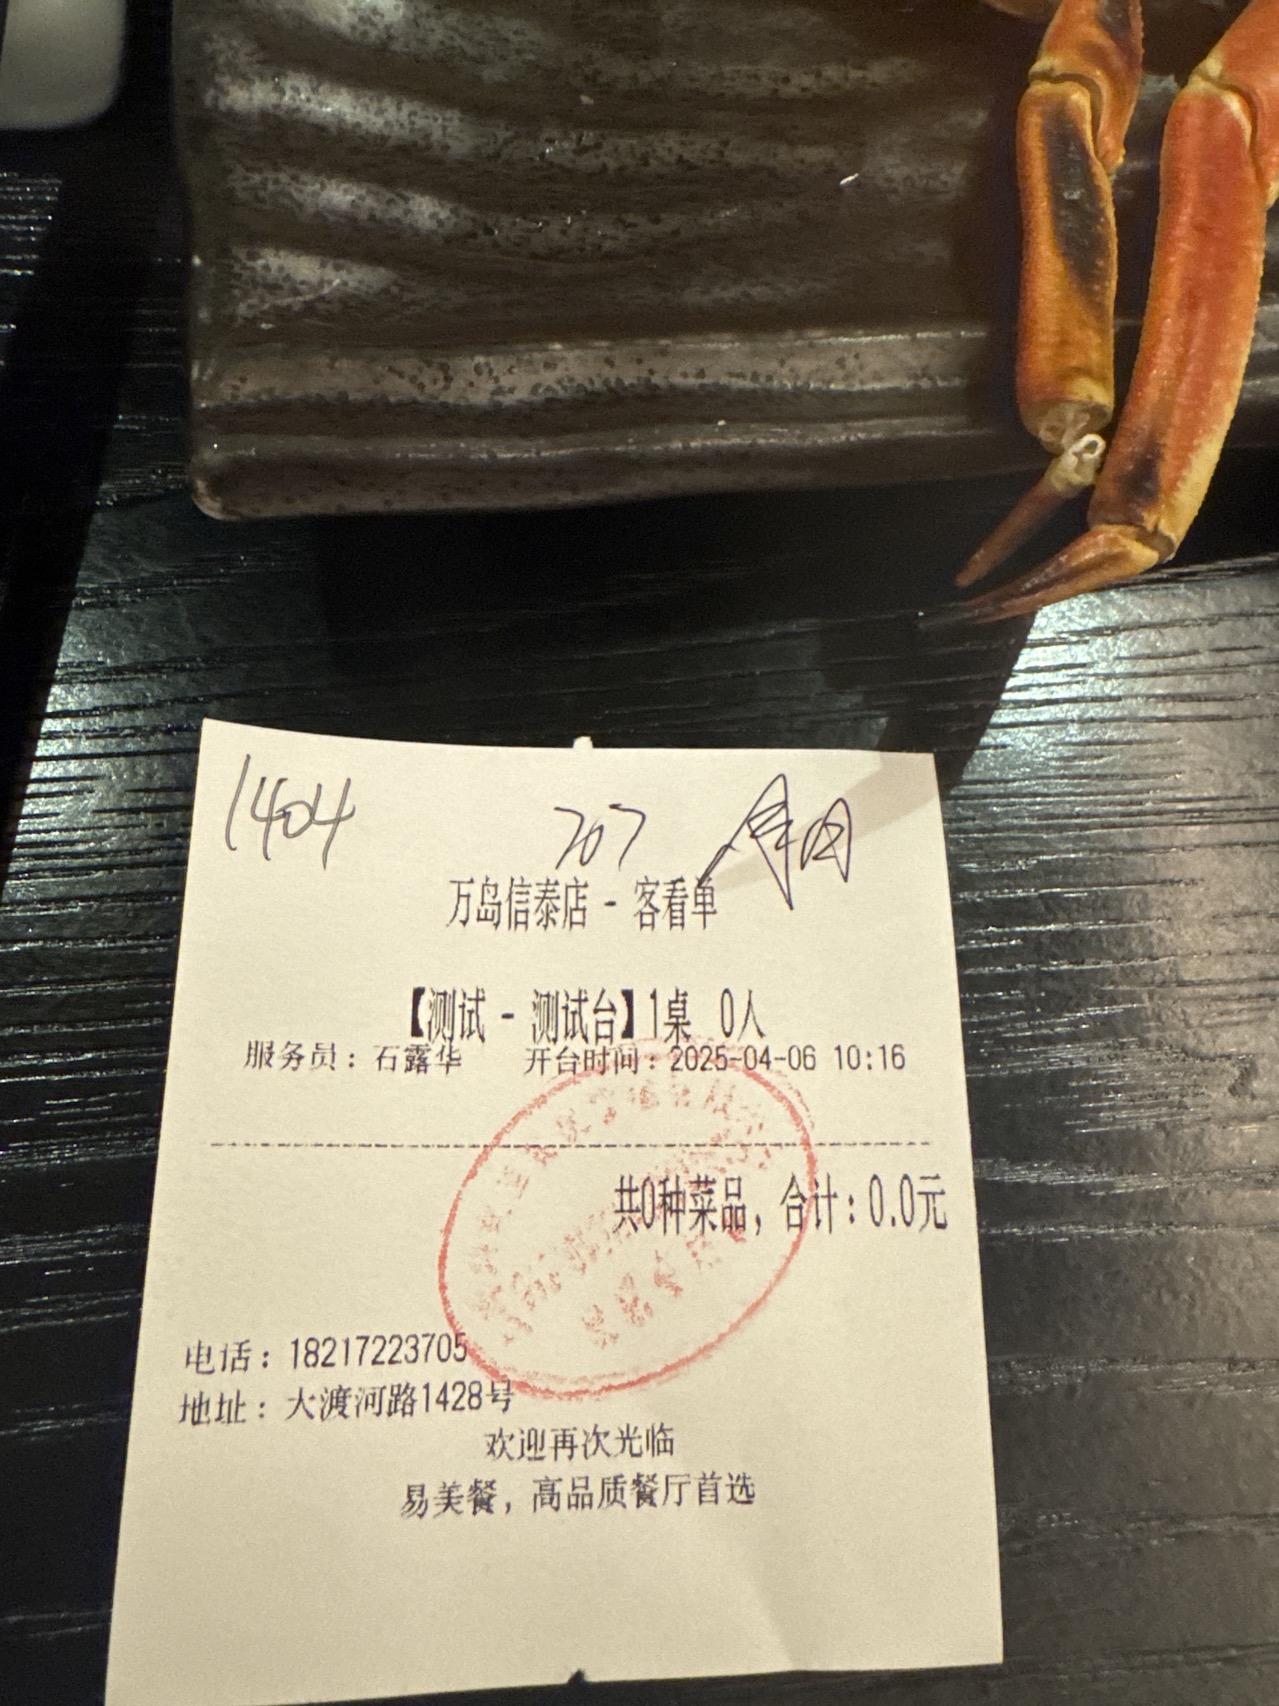 1404 707
万岛信泰店 - 客看单
【测试 - 测试台】1桌 0人
服务员：石露华 开台时间：2025-04-06 10:16
共0种菜品，合计：0.0元
电话：18217223705
地址：大渡河路1428号
欢迎再次光临
易美餐，高品质餐厅首选